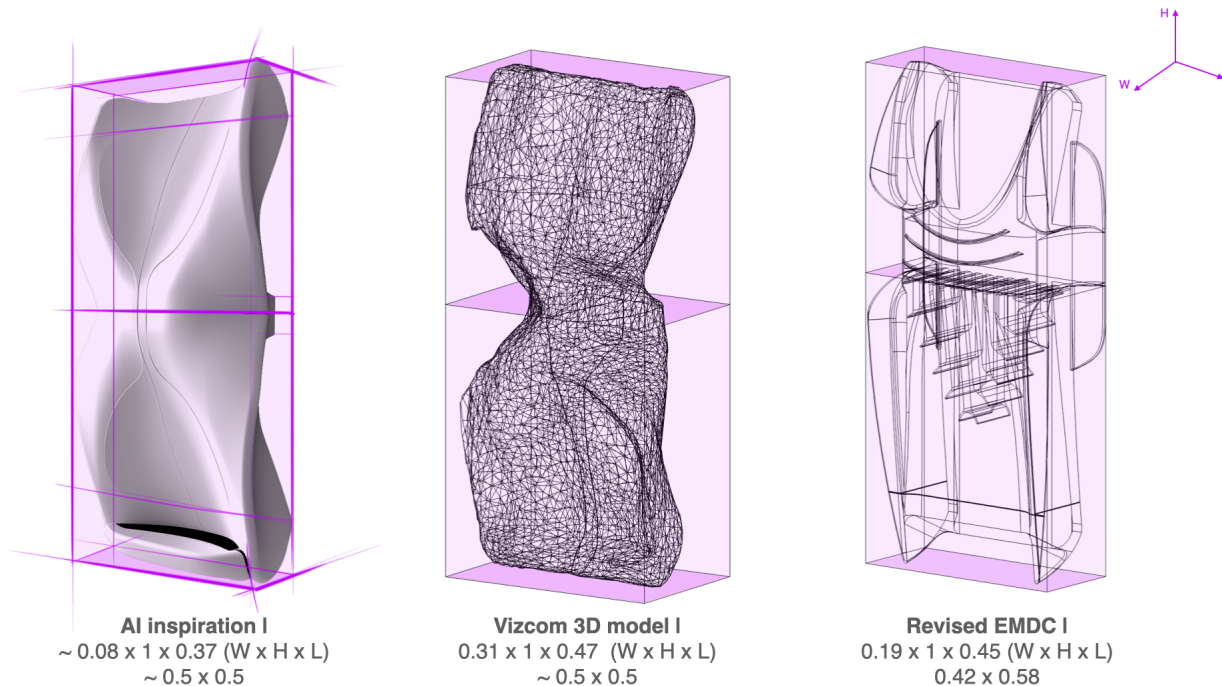 H
W
AI inspiration I
~ 0.08 x 1 x 0.37 (W x H x L)
~ 0.5 x 0.5
Vizcom 3D model I
0.31 x 1 x 0.47 (W x H x L)
~ 0.5 x 0.5
Revised EMDC I
0.19 x 1 x 0.45 (W x H x L)
0.42 x 0.58